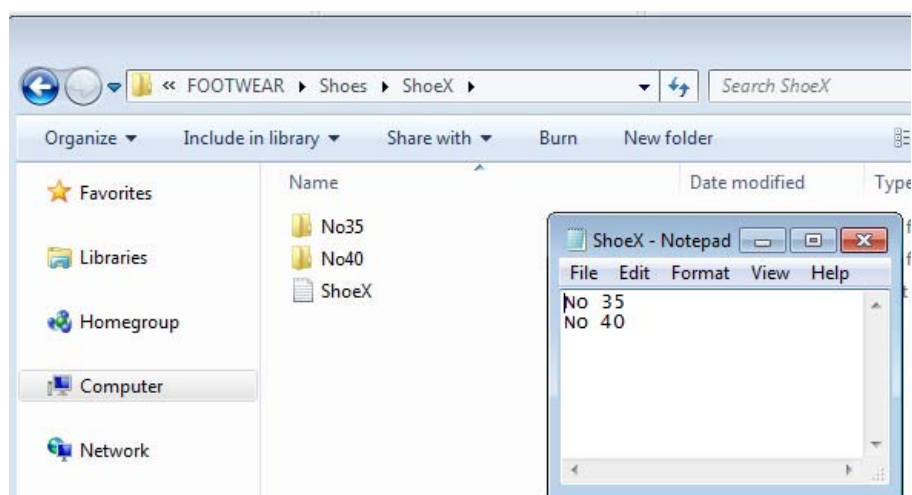 « FOOTWEAR Shoes ShoeX Search ShoeX
Organize Include in library Share with Burn New folder
Favorites
Libraries
Homegroup
Computer
Network
Name Date modified Type
No35
No40
ShoeX
ShoeX - Notepad
File Edit Format View Help
No 35
No 40